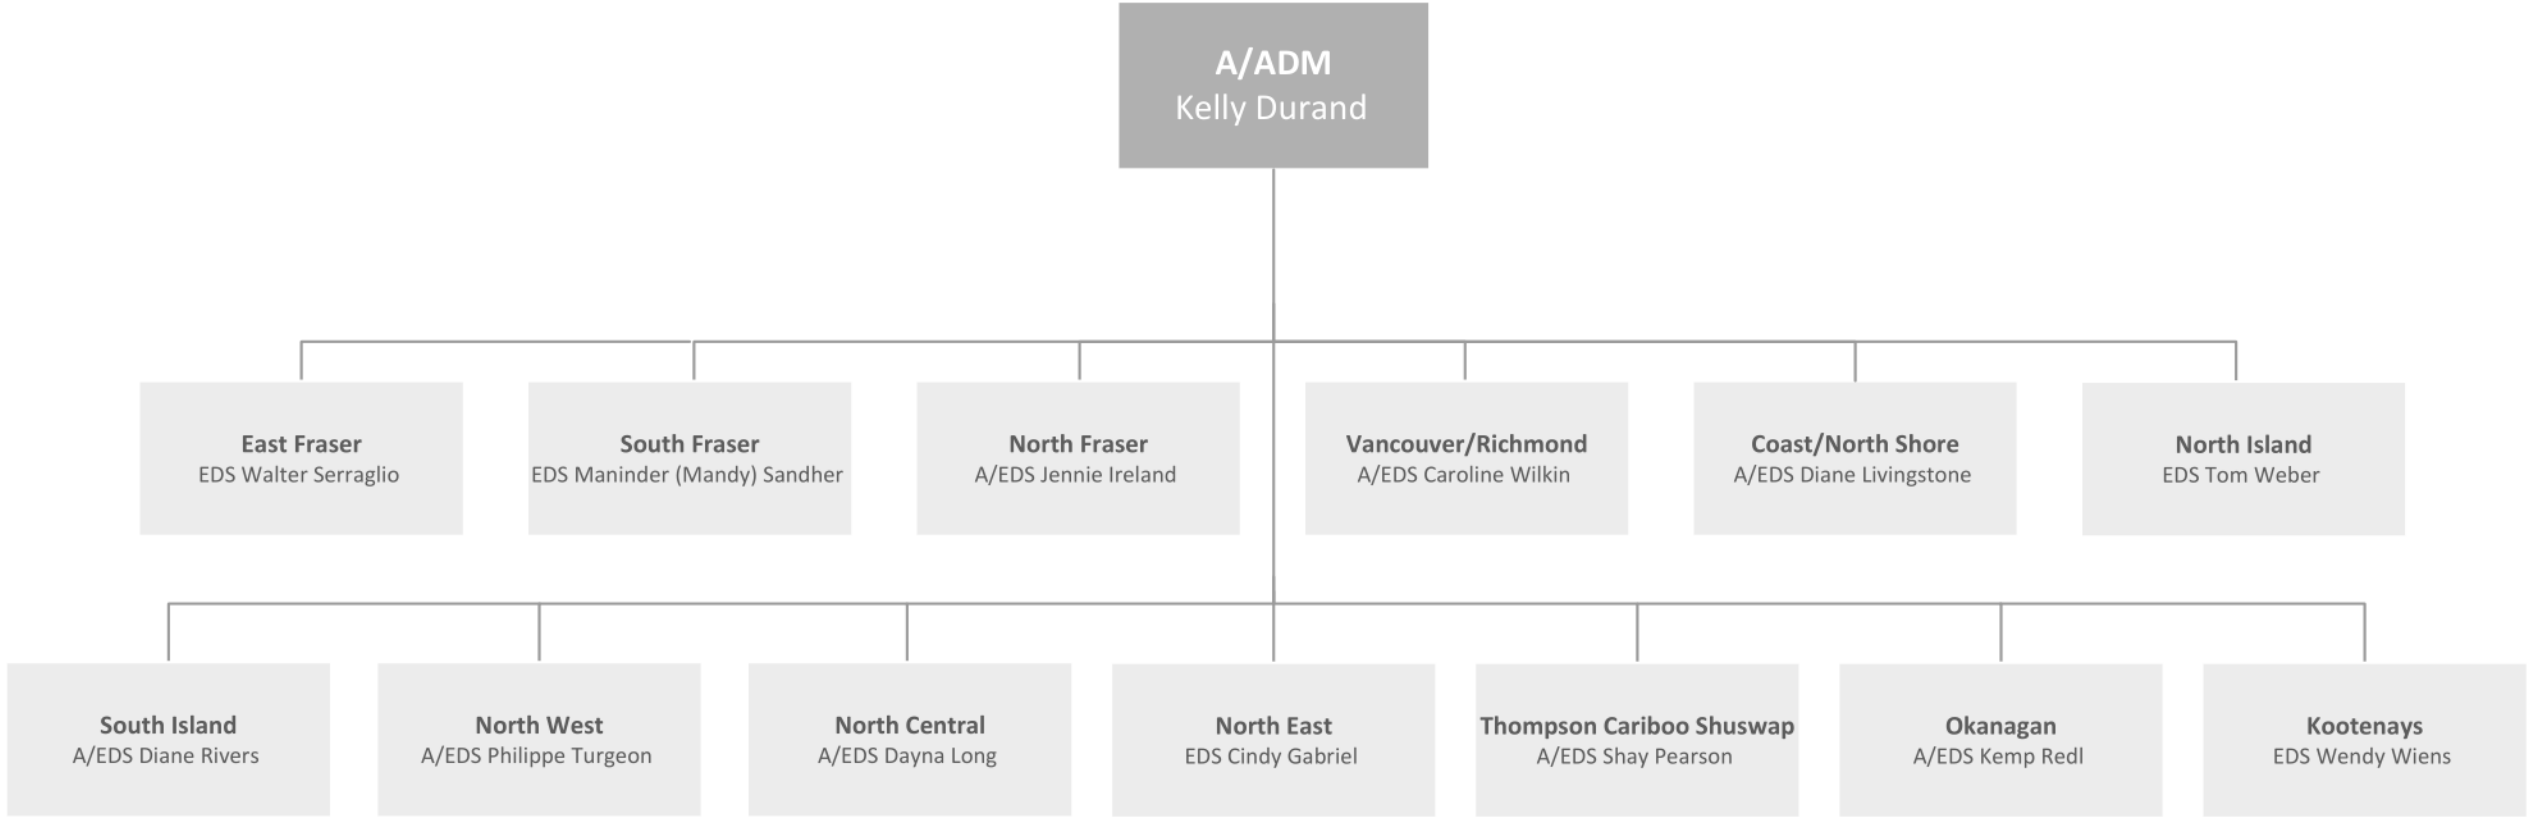 A/ADM
Kelly Durand
East Fraser
EDS Walter Serraglio
South Fraser
EDS Maninder (Mandy) Sandher
North Fraser
A/EDS Jennie Ireland
Vancouver/Richmond
A/EDS Caroline Wilkin
Coast/North Shore
A/EDS Diane Livingstone
North Island
EDS Tom Weber
South Island
A/EDS Diane Rivers
North West
A/EDS Philippe Turgeon
North Central
A/EDS Dayna Long
North East
EDS Cindy Gabriel
Thompson Cariboo Shuswap
A/EDS Shay Pearson
Okanagan
A/EDS Kemp Redl
Kootenays
EDS Wendy Wiens